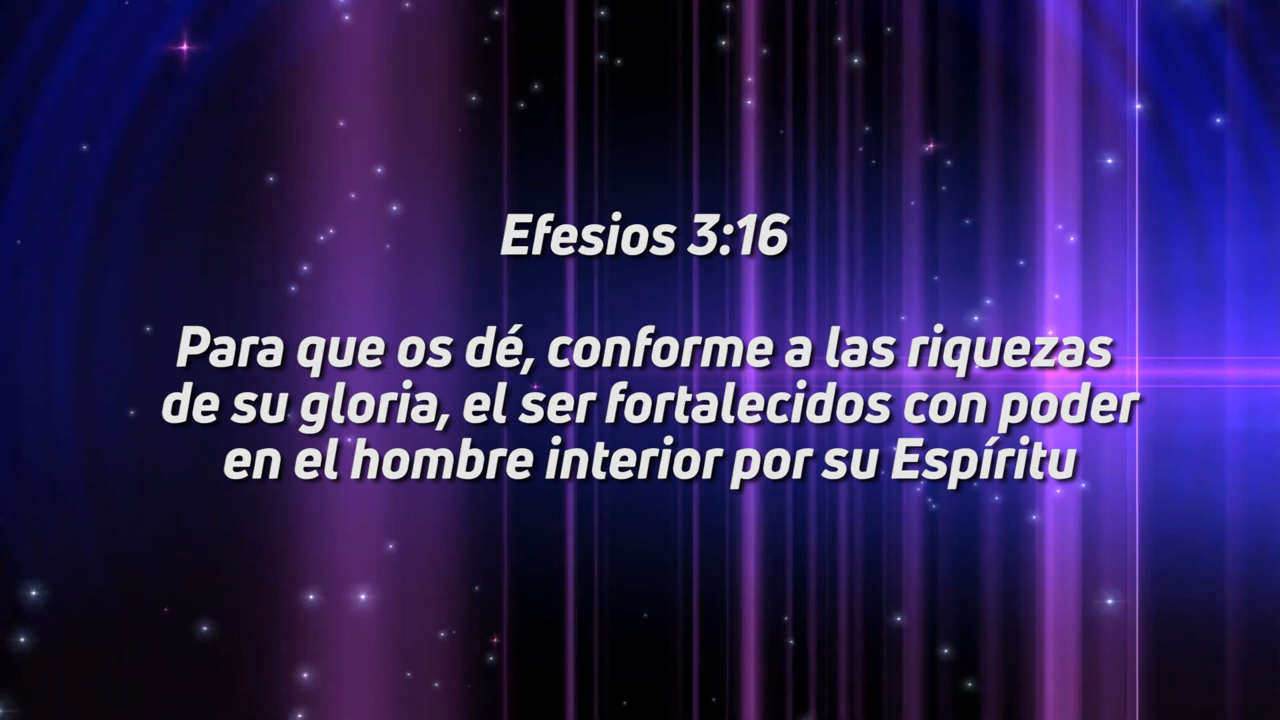 Efesios 3:16
Para que os dé, conforme a las riquezas
de su gloria, el ser fortalecidos con poder
en el hombre interior por su Espíritu